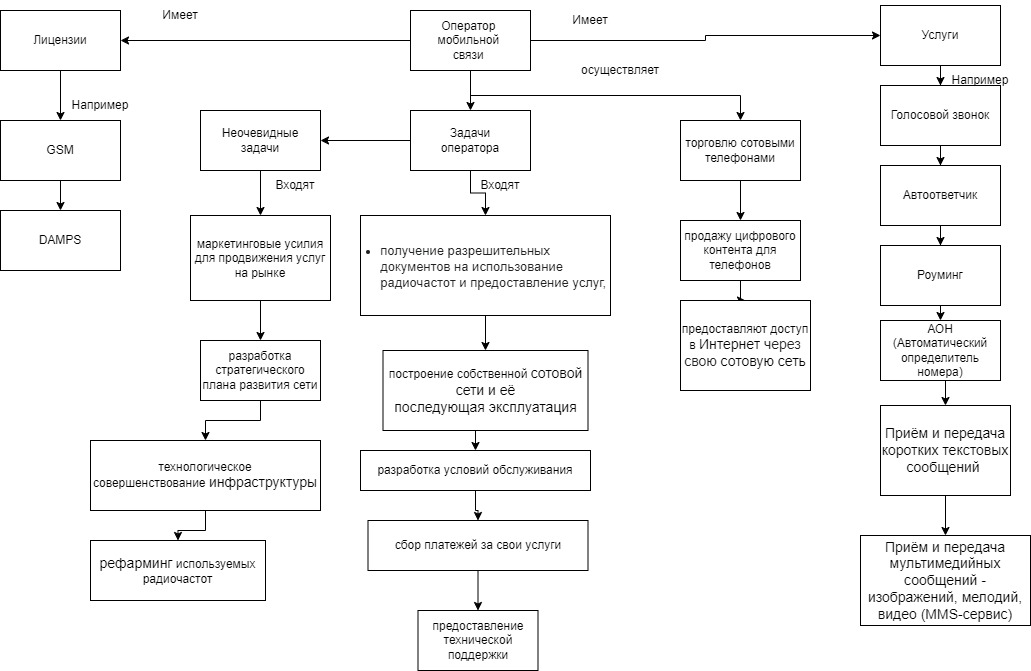 Имеет
Лицензии
Например
GSM
DAMPS
Оператор
мобильной
связи
Имеет
осуществляет
Услуги
Например
Голосовой звонок
Автоответчик
Роуминг
АОН
(Автоматический
определитель
номера)
Приём и передача
коротких текстовых
сообщений
Приём и передача
мультимедийных
сообщений -
изображений, мелодий,
видео (MMS-сервис)
Неочевидные
задачи
Входят
маркетинговые усилия
для продвижения услуг
на рынке
разработка
стратегического
плана развития сети
технологическое
совершенствование инфраструктуры
рефарминг используемых
радиочастот
Задачи
оператора
Входят
• получение разрешительных
документов на использование
радиочастот и предоставление услуг,
построение собственной сотовой
сети и её
последующая эксплуатация
разработка условий обслуживания
сбор платежей за свои услуги
предоставление
технической
поддержки
торговлю сотовыми
телефонами
продажу цифрового
контента для
телефонов
предоставляют доступ
в Интернет через
свою сотовую сеть